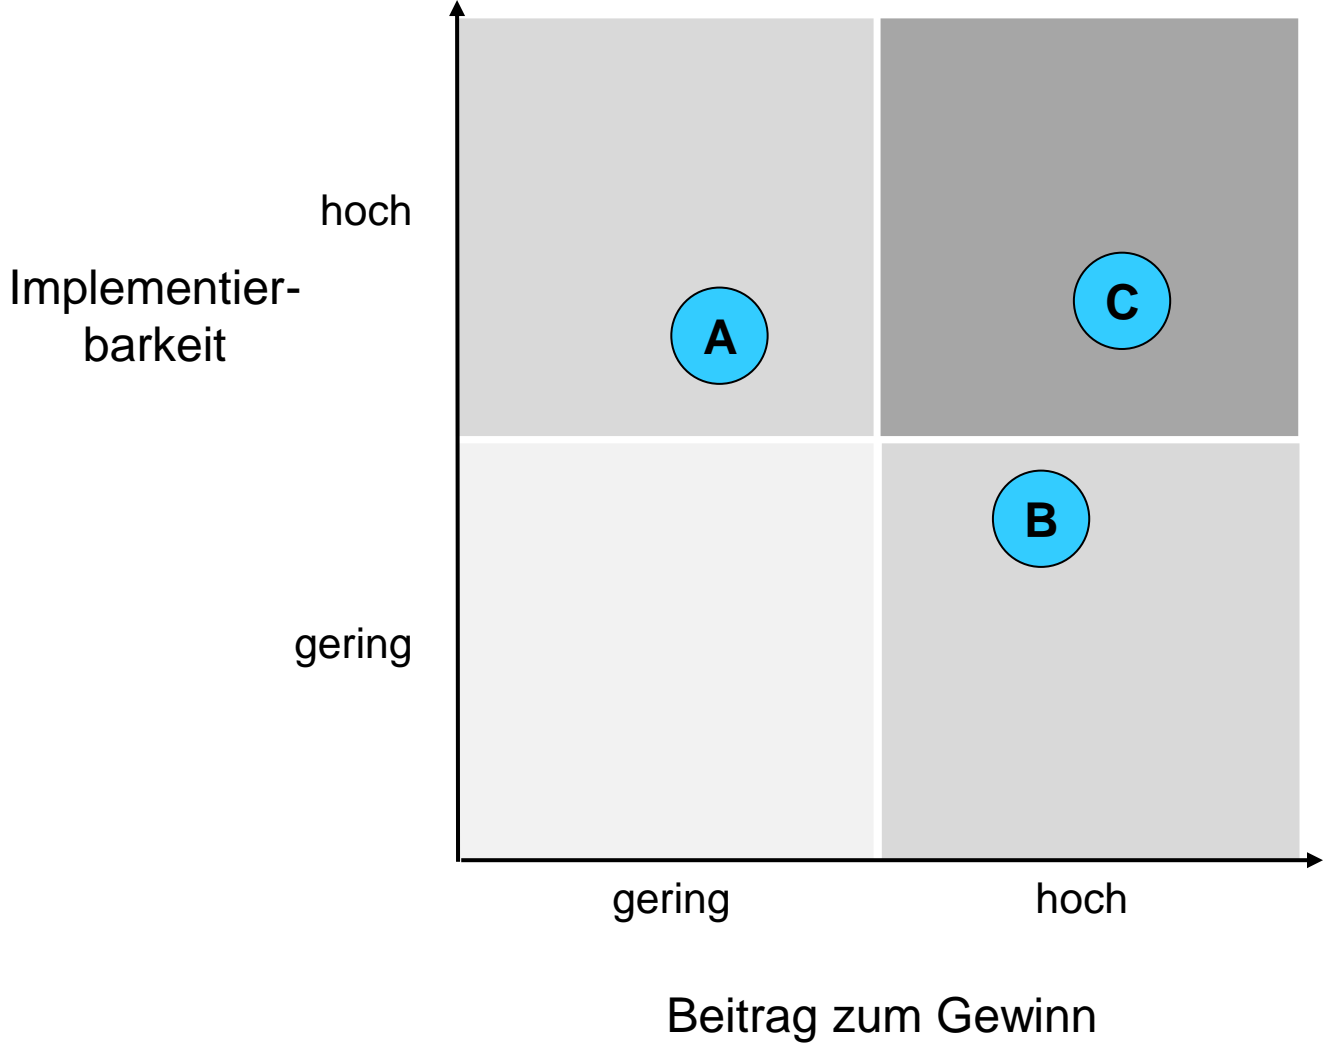 hoch
Implementier-
barkeit
A
C
B
gering
gering
hoch
Beitrag zum Gewinn